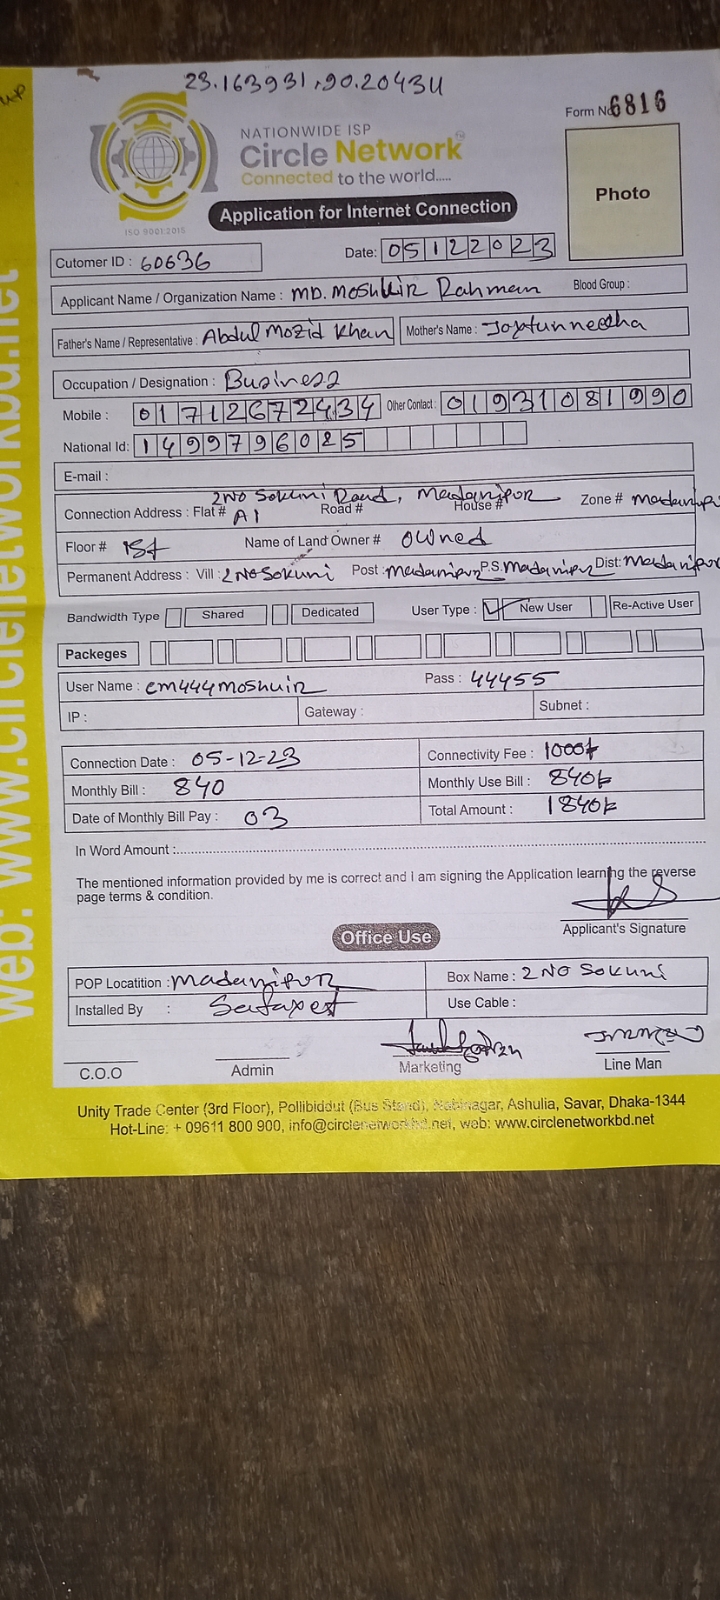 23.163931,90.20434
Form No 6816
NATIONWIDE ISP
Circle Network
Connected to the world.....
ISO 9001:2015
Application for Internet Connection
Photo
Cutomer ID : 60636
Date: 05122023
Applicant Name / Organization Name : MD. Moshkir Rahman Blood Group :
Father's Name / Representative : Abdul Mozid Khan Mother's Name :
Occupation / Designation : Business
Mobile : 01712672434 Other Contact : 01931081990
National Id: 1499796025
E-mail :
2NO Sokuni Road, Madaripur
Connection Address : Flat # A1 Road # House # Zone # Madaripur
Floor # 1st Name of Land Owner # owned
Permanent Address : Vill : 2 NO Sokuni Post : Madaripur P.S. Madaripur Dist: Madaripur
Bandwidth Type Shared Dedicated User Type : New User Re-Active User
Packeges
User Name : cm444moshuir Pass : 44455
IP : Gateway : Subnet :
Connection Date : 05-12-23 Connectivity Fee : 1000/-
Monthly Bill : 840 Monthly Use Bill : 840/-
Date of Monthly Bill Pay : 03 Total Amount : 1840/-
In Word Amount :
The mentioned information provided by me is correct and I am signing the Application learning the reverse
page terms & condition.
Applicant's Signature
Office Use
POP Locatition : Madaripur Box Name : 2 NO Sokuni
Installed By : Use Cable :
C.O.O Admin Marketing Line Man
Unity Trade Center (3rd Floor), Pollibiddut (Bus Stand), Nabinagar, Ashulia, Savar, Dhaka-1344
Hot-Line: + 09611 800 900, info@circlenetworkbd.net, web: www.circlenetworkbd.net
web: www.circlenetworkbd.net